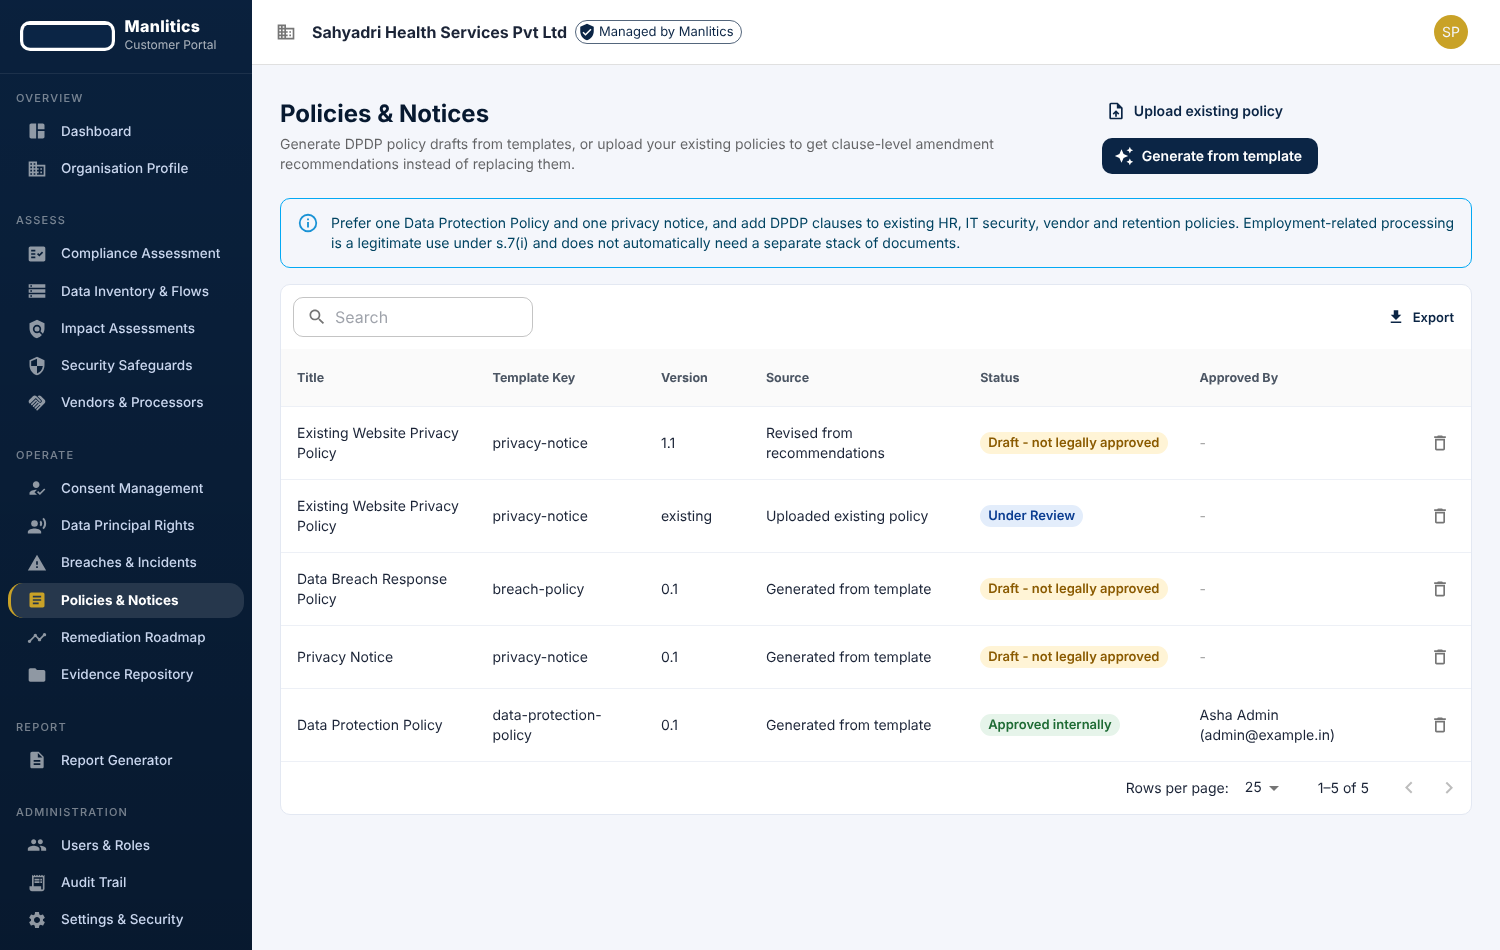 Manlitics
Customer Portal
OVERVIEW
Dashboard
Organisation Profile
ASSESS
Compliance Assessment
Data Inventory & Flows
Impact Assessments
Security Safeguards
Vendors & Processors
OPERATE
Consent Management
Data Principal Rights
Breaches & Incidents
Policies & Notices
Remediation Roadmap
Evidence Repository
REPORT
Report Generator
ADMINISTRATION
Users & Roles
Audit Trail
Settings & Security
Sahyadri Health Services Pvt Ltd Managed by Manlitics
SP
Policies & Notices
Generate DPDP policy drafts from templates, or upload your existing policies to get clause-level amendment
recommendations instead of replacing them.
Upload existing policy
Generate from template
Prefer one Data Protection Policy and one privacy notice, and add DPDP clauses to existing HR, IT security, vendor and retention policies. Employment-related processing
is a legitimate use under s.7(i) and does not automatically need a separate stack of documents.
Search
Export
Title Template Key Version Source Status Approved By
Existing Website Privacy
Policy
privacy-notice
1.1
Revised from
recommendations
Draft - not legally approved
-
Existing Website Privacy
Policy
privacy-notice
existing
Uploaded existing policy
Under Review
-
Data Breach Response
Policy
breach-policy
0.1
Generated from template
Draft - not legally approved
-
Privacy Notice
privacy-notice
0.1
Generated from template
Draft - not legally approved
-
Data Protection Policy
data-protection-
policy
0.1
Generated from template
Approved internally
Asha Admin
(admin@example.in)
Rows per page: 25 1–5 of 5